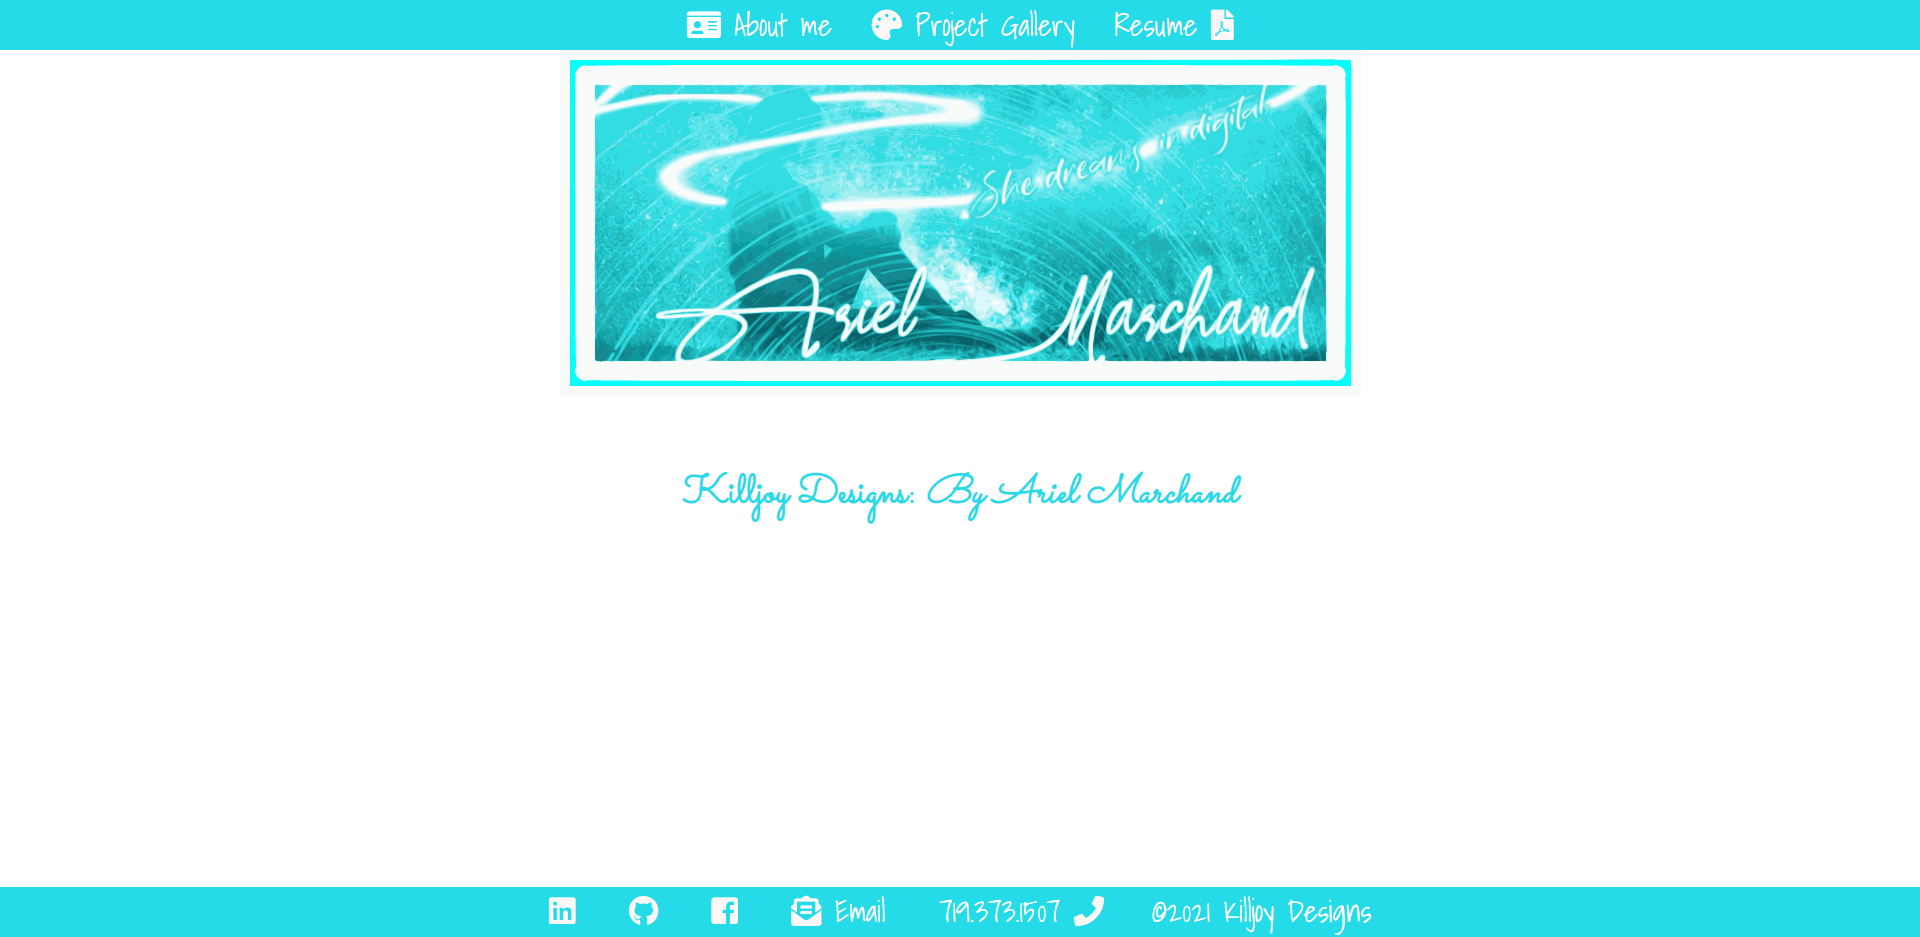 About me Project Gallery Resume
She dreams in digital
Ariel Marchand
Killjoy Designs: By Ariel Marchand
Email 719.373.1507 ©2021 Killjoy Designs